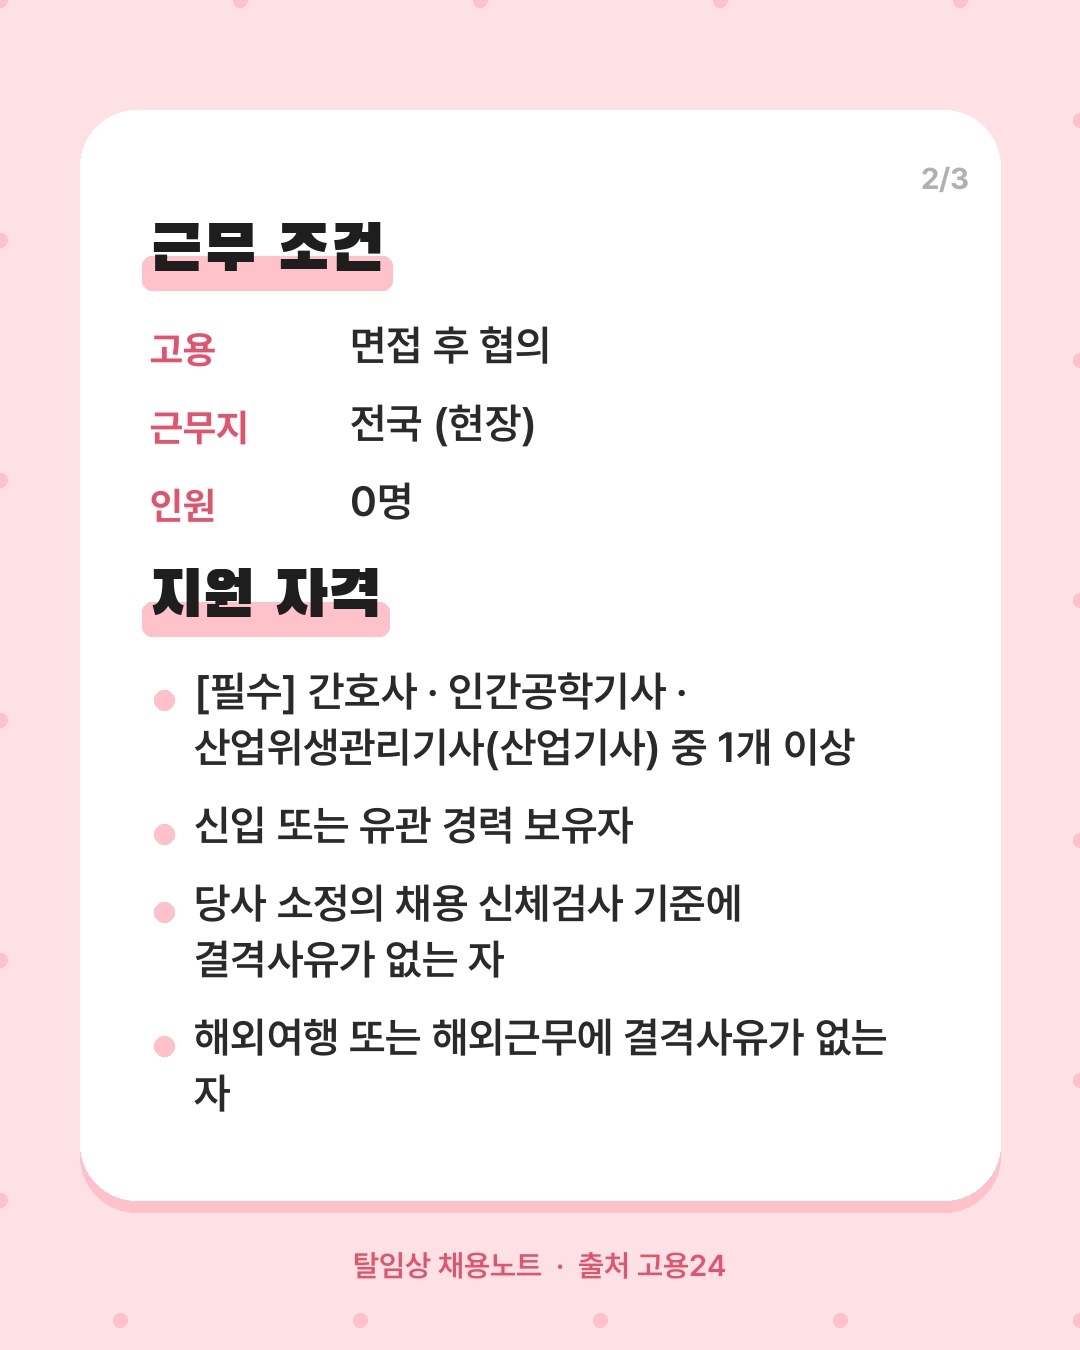 2/3
근무 조건
고용 면접 후 협의
근무지 전국 (현장)
인원 0명
지원 자격
[필수] 간호사 · 인간공학기사 ·
산업위생관리기사(산업기사) 중 1개 이상
신입 또는 유관 경력 보유자
당사 소정의 채용 신체검사 기준에
결격사유가 없는 자
해외여행 또는 해외근무에 결격사유가 없는
자
탈임상 채용노트 · 출처 고용24